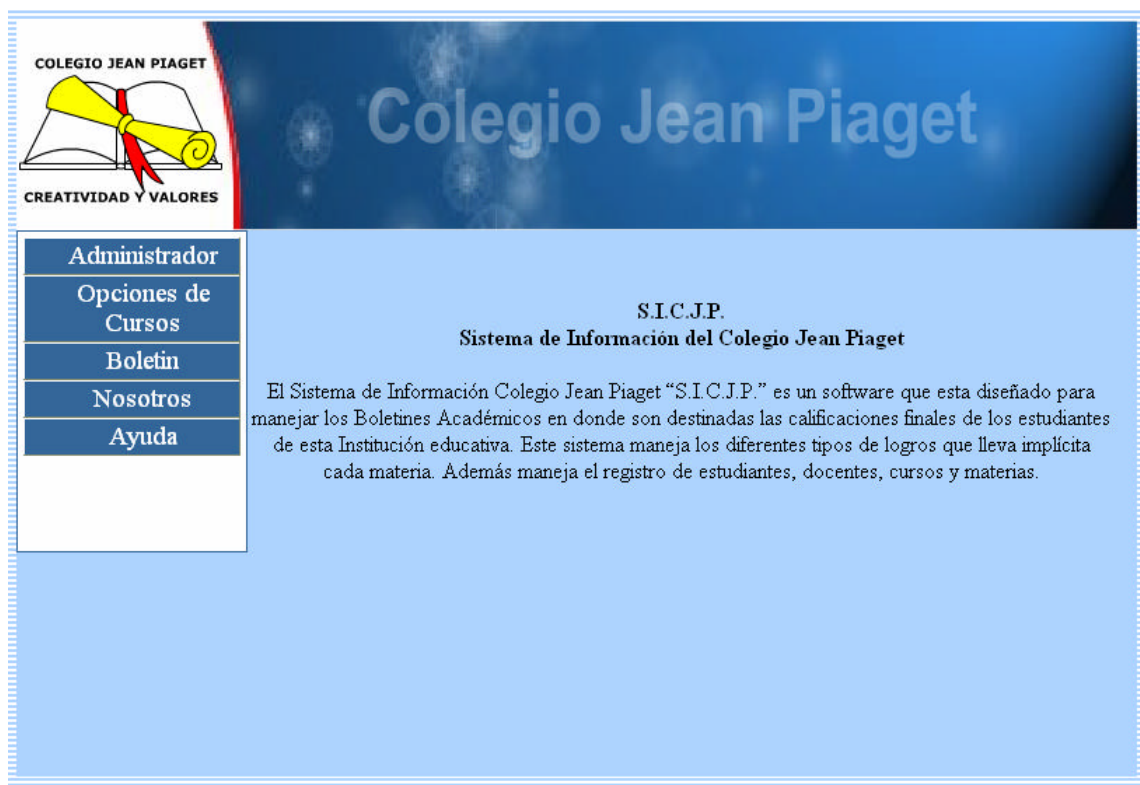 COLEGIO JEAN PIAGET
CREATIVIDAD Y VALORES
Colegio Jean Piaget
Administrador
Opciones de
Cursos
Boletin
Nosotros
Ayuda
S.I.C.J.P.
Sistema de Información del Colegio Jean Piaget
El Sistema de Información Colegio Jean Piaget “S.I.C.J.P.” es un software que esta diseñado para
manejar los Boletines Académicos en donde son destinadas las calificaciones finales de los estudiantes
de esta Institución educativa. Este sistema maneja los diferentes tipos de logros que lleva implícita
cada materia. Además maneja el registro de estudiantes, docentes, cursos y materias.